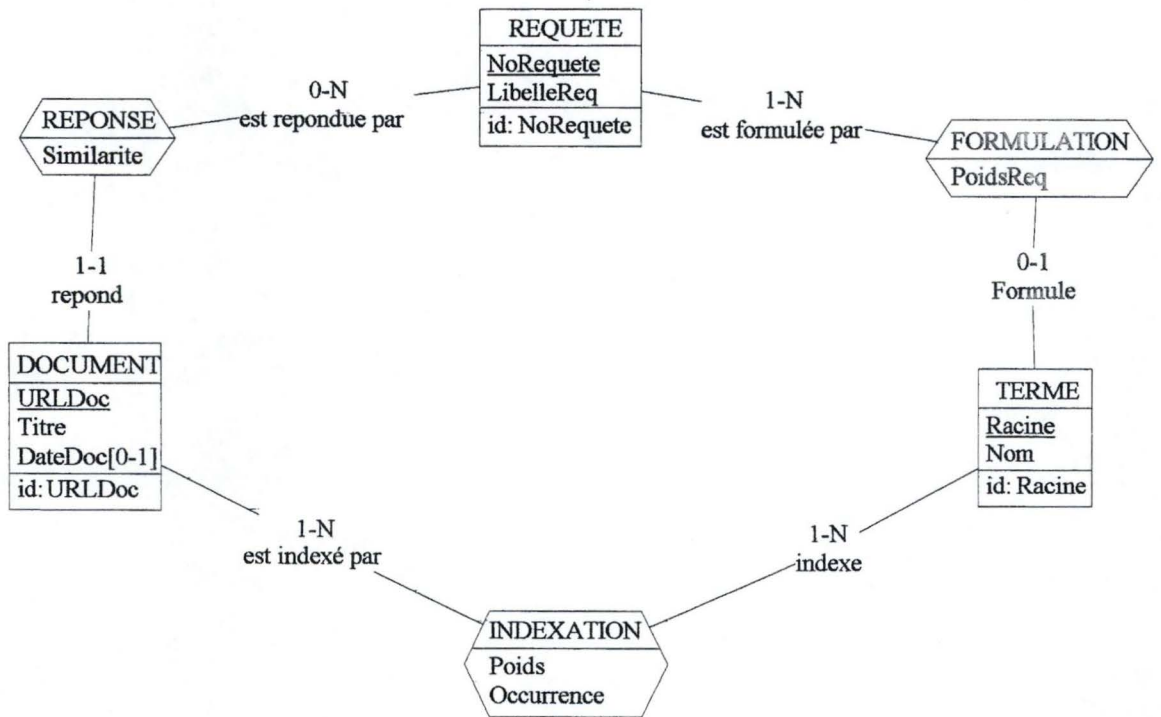 REQUETE
NoRequete
LibelleReq
id: NoRequete
0-N
est repondue par
1-N
est formulée par
REPONSE
Similarite
FORMULATION
PoidsReq
1-1
repond
0-1
Formule
DOCUMENT
URLDoc
Titre
DateDoc[0-1]
id: URLDoc
TERME
Racine
Nom
id: Racine
1-N
est indexé par
1-N
indexe
INDEXATION
Poids
Occurrence